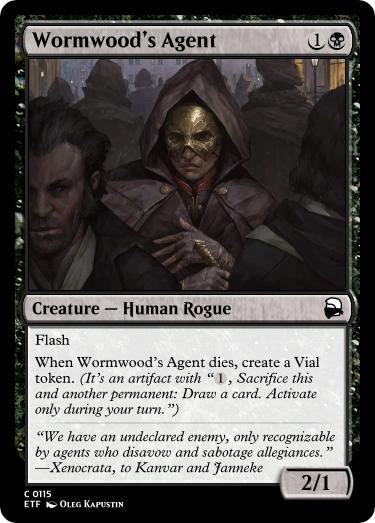 Wormwood's Agent 1
Creature — Human Rogue
Flash
When Wormwood's Agent dies, create a Vial
token. (It's an artifact with “1, Sacrifice this
and another permanent: Draw a card. Activate
only during your turn.”)
“We have an undeclared enemy, only recognizable
by agents who disavow and sabotage allegiances.”
—Xenocrata, to Kanvar and Janneke
2/1
C 0115
ETF Oleg Kapustin